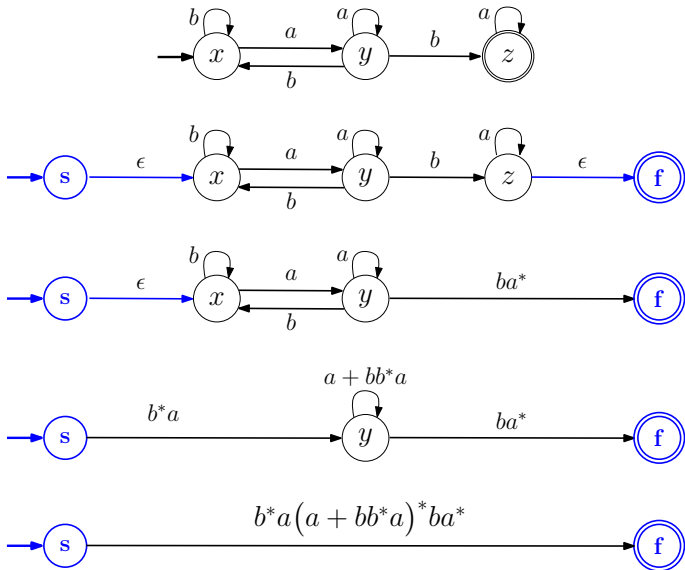 b a a
x a y b z
b
b a a
s ϵ x a y b z ϵ f
b
b a
s ϵ x a y ba* f
b
a + bb*a
s b*a y ba* f
b*a(a + bb*a)*ba*
s f